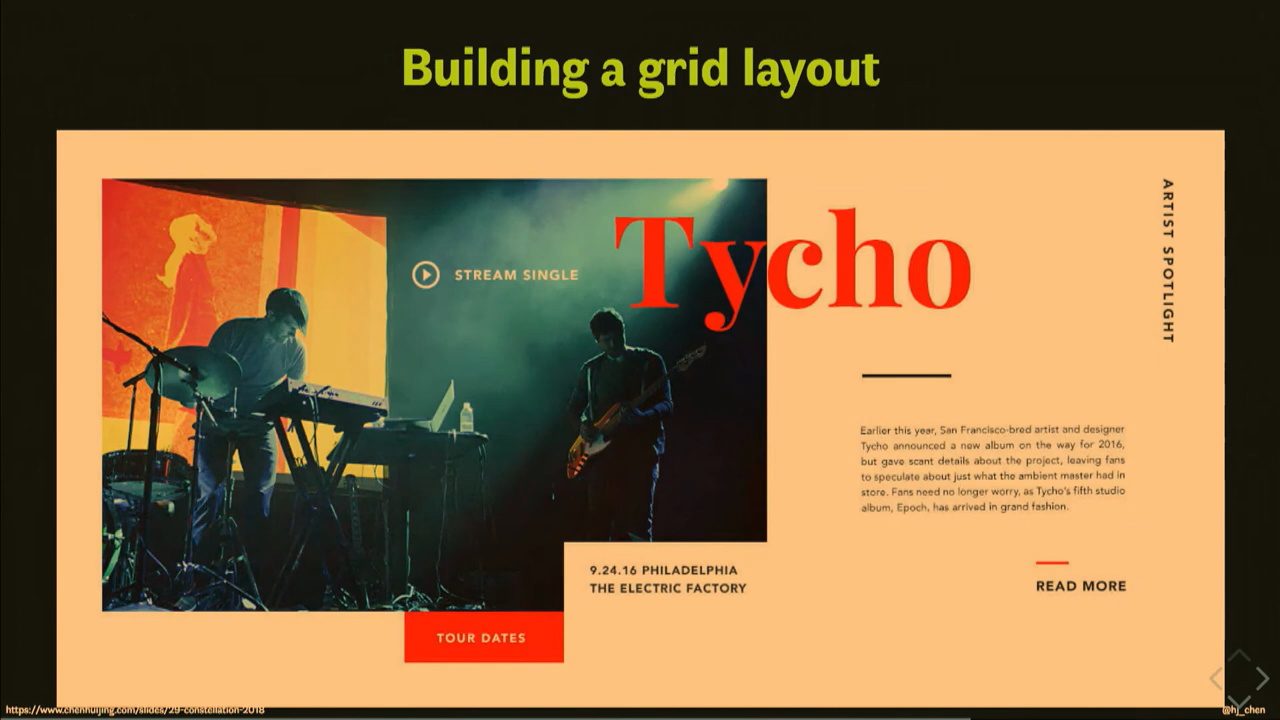 Building a grid layout
ARTIST SPOTLIGHT
STREAM SINGLE
Tycho
Earlier this year, San Francisco-bred artist and designer
Tycho announced a new album on the way for 2016,
but gave scant details about the project, leaving fans
to speculate about just what the ambient master had in
store. Fans need no longer worry, as Tycho's fifth studio
album, Epoch, has arrived in grand fashion.
9.24.16 PHILADELPHIA
THE ELECTRIC FACTORY
READ MORE
TOUR DATES
https://www.chenhuijing.com/slides/29-constellation-2018
@hj_chen